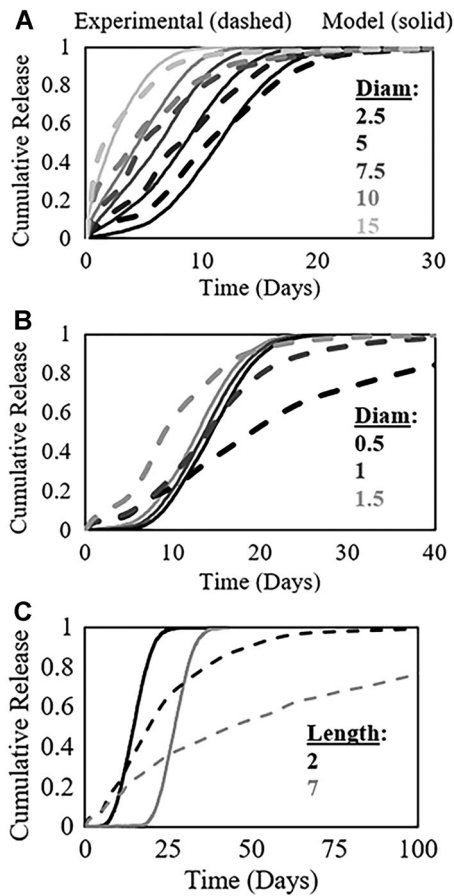 A
Experimental (dashed) Model (solid)
Cumulative Release
1
0.8
0.6
0.4
0.2
0
Diam:
2.5
5
7.5
10
15
0 10 20 30
Time (Days)
B
Cumulative Release
1
0.8
0.6
0.4
0.2
0
Diam:
0.5
1
1.5
0 10 20 30 40
Time (Days)
C
Cumulative Release
1
0.8
0.6
0.4
0.2
0
Length:
2
7
0 25 50 75 100
Time (Days)